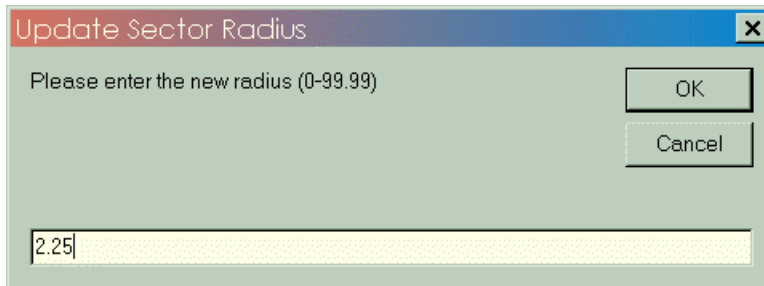 Update Sector Radius
Please enter the new radius (0-99.99)
OK
Cancel
2.25